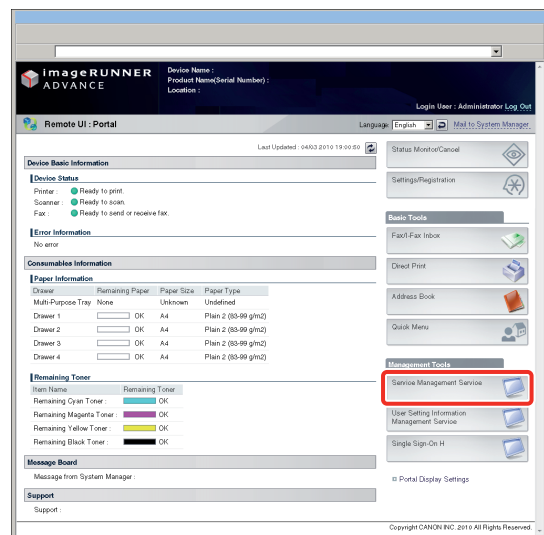 imageRUNNER
ADVANCE
Device Name :
Product Name(Serial Number) :
Location :
Login User : Administrator Log Out
Remote UI : Portal
Language English Mail to System Manager
Last Updated : 04/03 2010 19:00:50
Device Basic Information
Device Status
Printer : Ready to print.
Scanner : Ready to scan.
Fax : Ready to send or receive fax.
Error Information
No error
Consumables Information
Paper Information
Drawer Remaining Paper Paper Size Paper Type
Multi-Purpose Tray None Unknown Undefined
Drawer 1 OK A4 Plain 2 (83-99 g/m2)
Drawer 2 OK A4 Plain 2 (83-99 g/m2)
Drawer 3 OK A4 Plain 2 (83-99 g/m2)
Drawer 4 OK A4 Plain 2 (83-99 g/m2)
Remaining Toner
Item Name Remaining Toner
Remaining Cyan Toner : OK
Remaining Magenta Toner : OK
Remaining Yellow Toner : OK
Remaining Black Toner : OK
Message Board
Message from System Manager :
Support
Support :
Status Monitor/Cancel
Settings/Registration
Basic Tools
Fax/I-Fax Inbox
Direct Print
Address Book
Quick Menu
Management Tools
Service Management Service
User Setting Information
Management Service
Single Sign-On H
Portal Display Settings
Copyright CANON INC. 2010 All Rights Reserved.